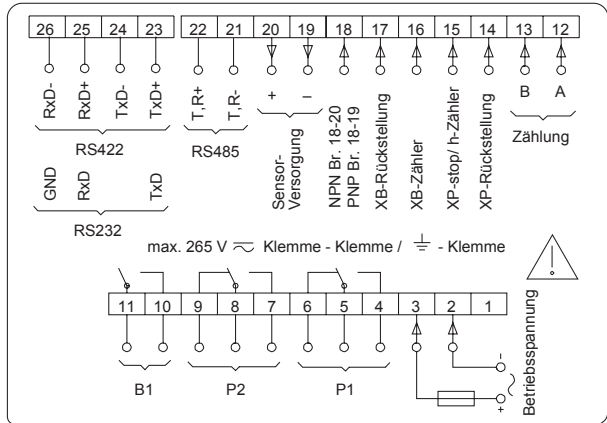 26 25 24 23 22 21 20 19 18 17 16 15 14 13 12
RxD- RxD+ TxD- TxD+ T,R+ T,R- + – NPN Br. 18-20 PNP Br. 18-19 XB-Rückstellung XB-Zähler XP-stop/ h-Zähler XP-Rückstellung B A
RS422 RS485 Sensor-Versorgung Zählung
GND RxD TxD
RS232
max. 265 V ⏦ Klemme - Klemme / ⏚ - Klemme
11 10 9 8 7 6 5 4 3 2 1
B1 P2 P1
- ~ +
Betriebsspannung
!